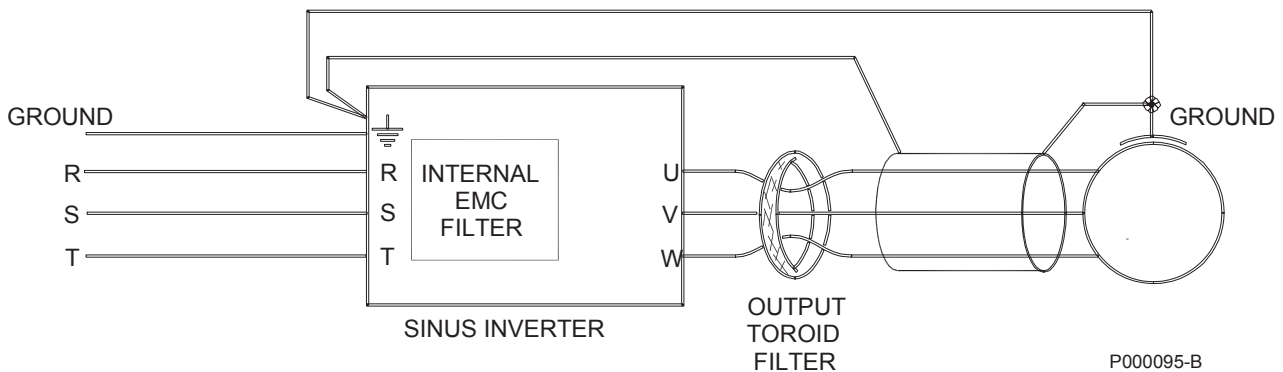 GROUND
R
S
T
R
S
T
INTERNAL
EMC
FILTER
U
V
W
SINUS INVERTER
OUTPUT
TOROID
FILTER
GROUND
P000095-B